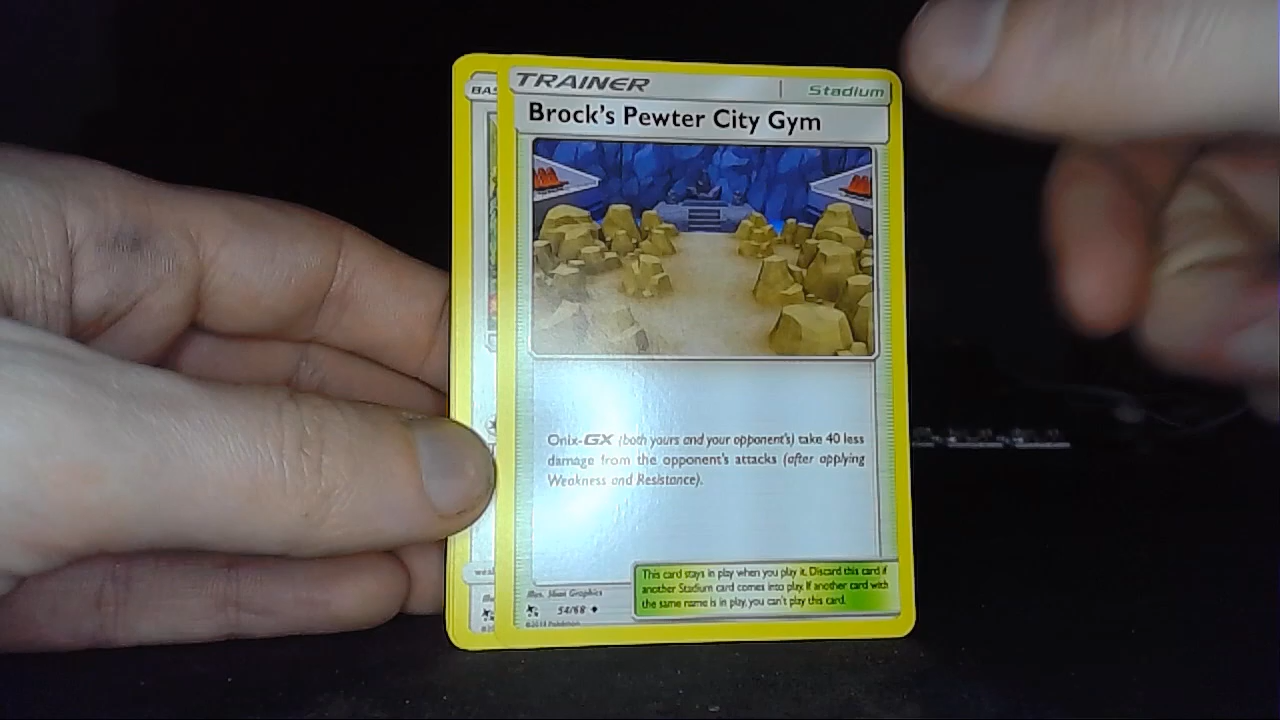 BAS
TRAINER
Stadium
Brock's Pewter City Gym
Onix-GX (both yours and your opponent's) take 40 less
damage from the opponent's attacks (after applying
Weakness and Resistance).
weak
This card stays in play when you play it. Discard this card if
another Stadium card comes into play. If another card with
the same name is in play, you can't play this card.
Illus.
54/68